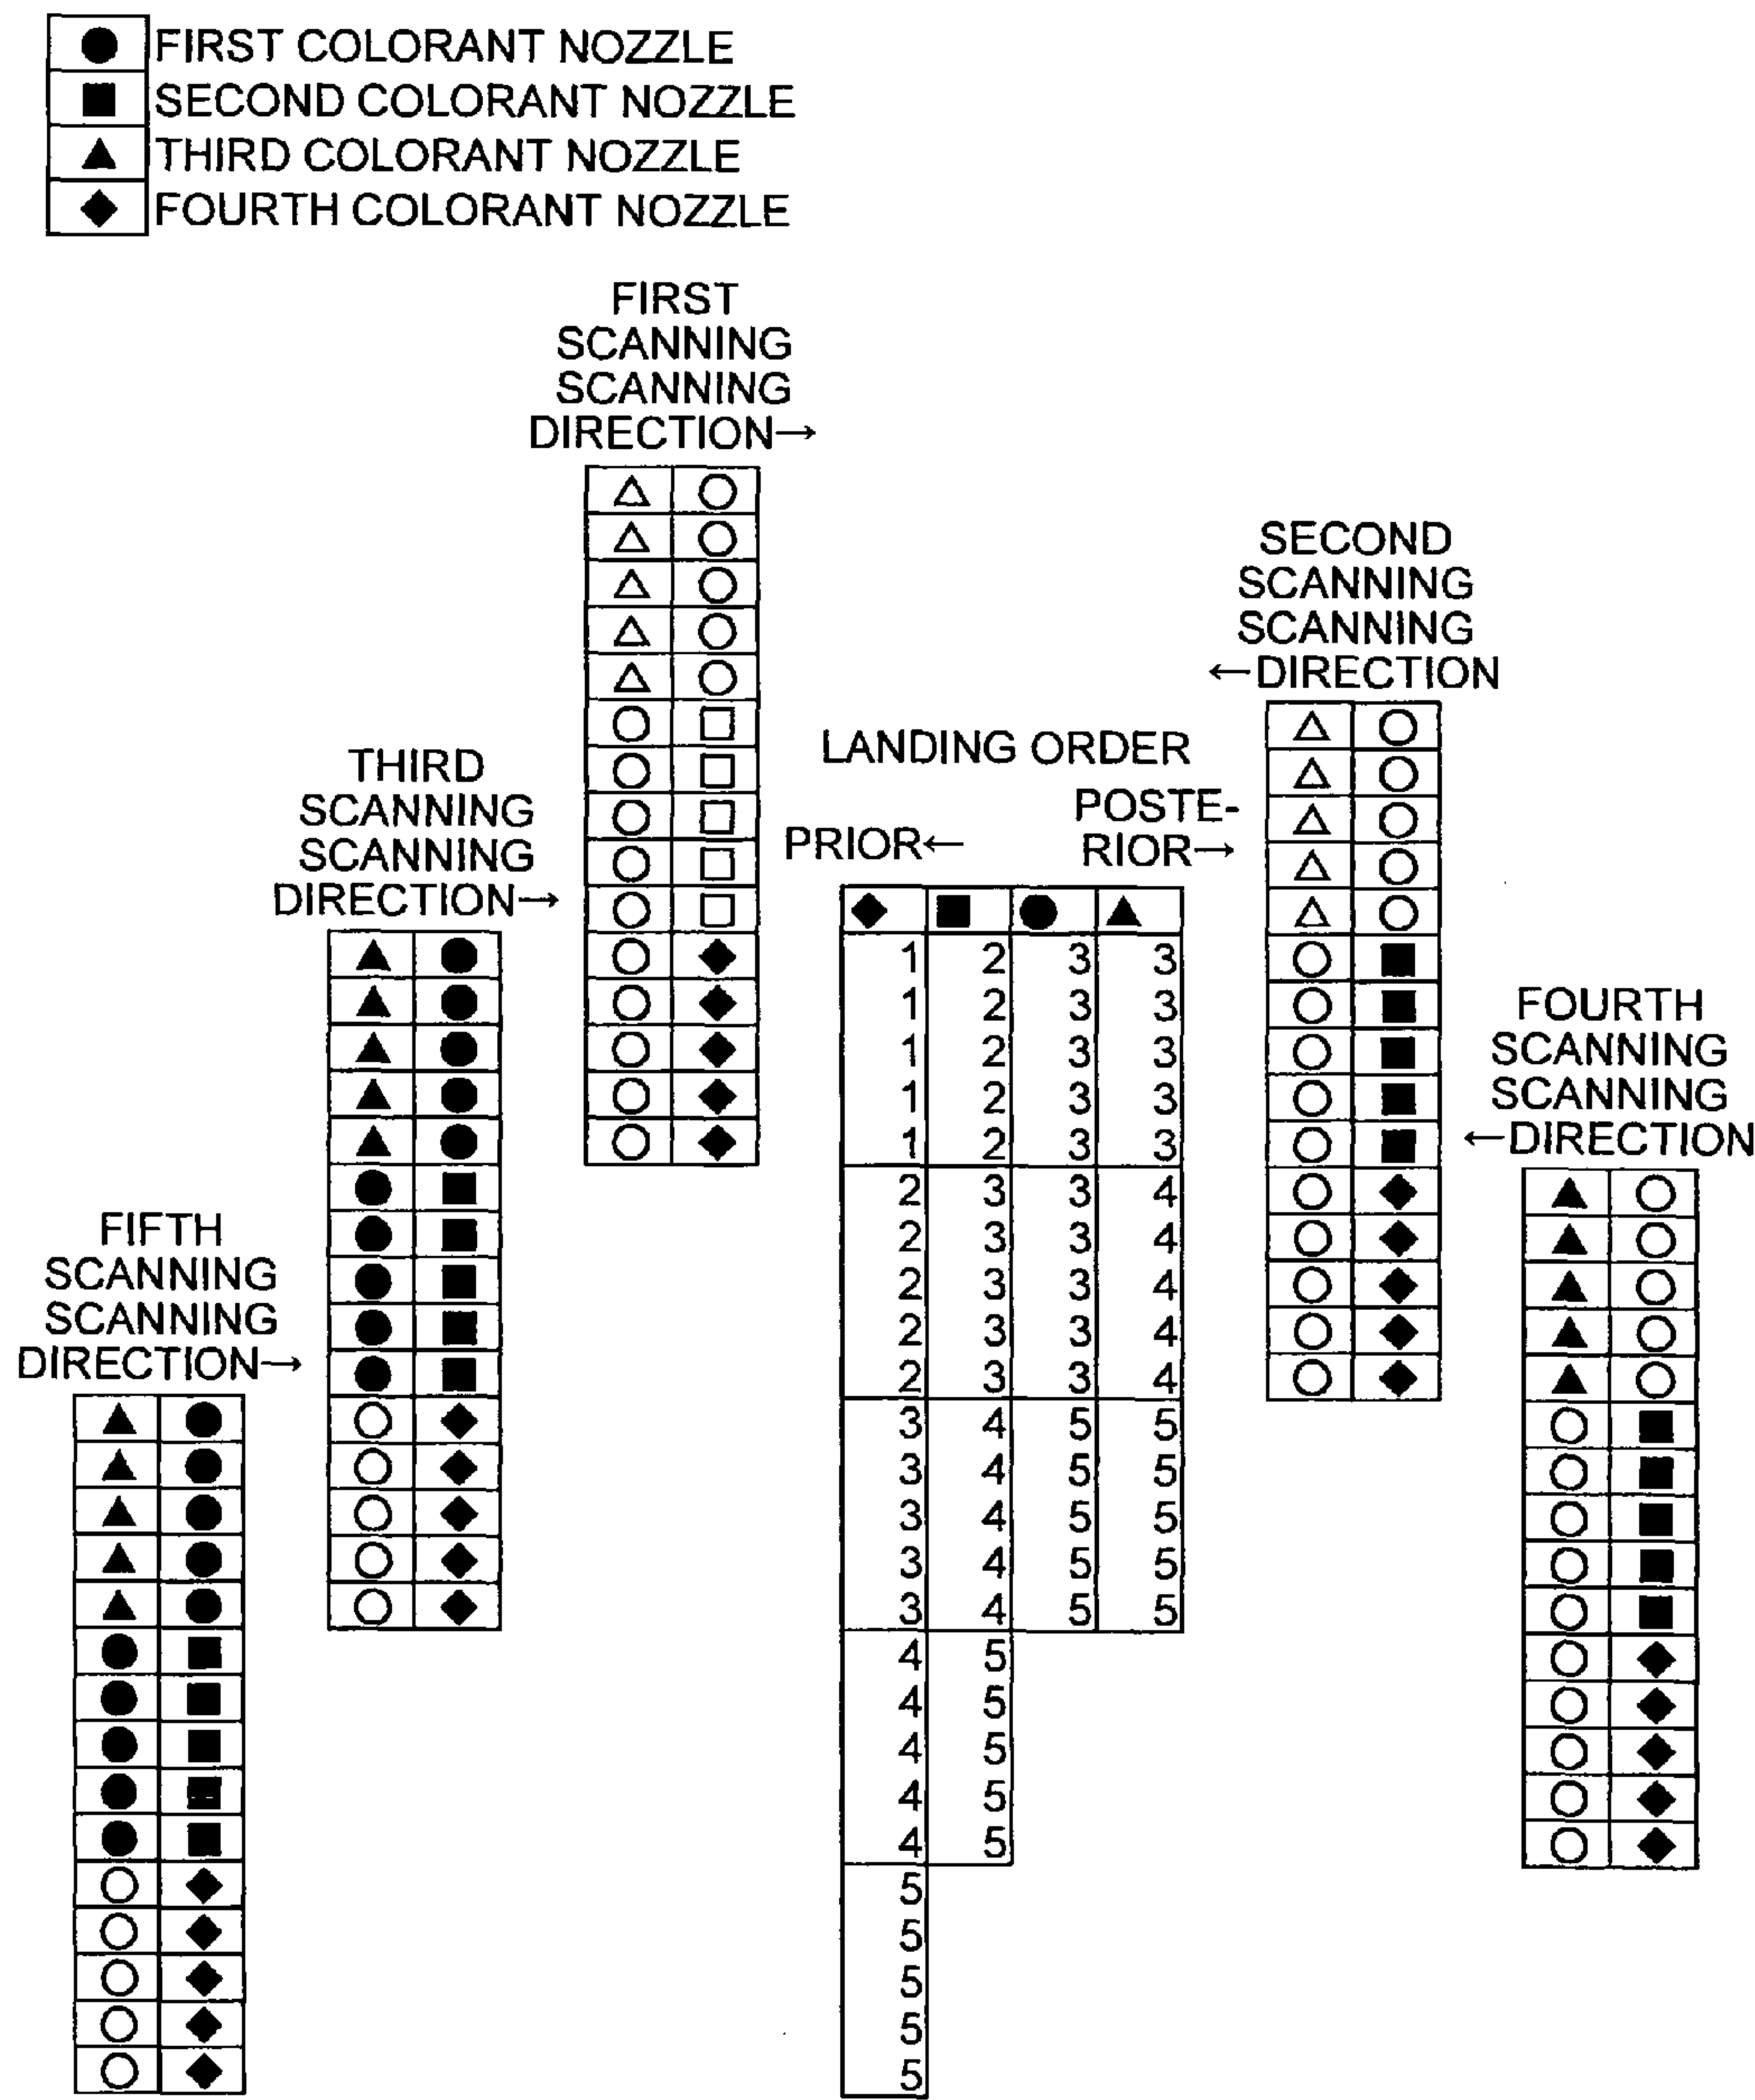 FIRST COLORANT NOZZLE
SECOND COLORANT NOZZLE
THIRD COLORANT NOZZLE
FOURTH COLORANT NOZZLE
FIRST
SCANNING
SCANNING
DIRECTION→
SECOND
SCANNING
SCANNING
←DIRECTION
THIRD
SCANNING
SCANNING
DIRECTION→
LANDING ORDER
PRIOR←
POSTE-
RIOR→
FOURTH
SCANNING
SCANNING
←DIRECTION
FIFTH
SCANNING
SCANNING
DIRECTION→
1 2 3 3
1 2 3 3
1 2 3 3
1 2 3 3
1 2 3 3
2 3 3 4
2 3 3 4
2 3 3 4
2 3 3 4
2 3 3 4
3 4 5 5
3 4 5 5
3 4 5 5
3 4 5 5
3 4 5 5
4 5
4 5
4 5
4 5
4 5
5
5
5
5
5